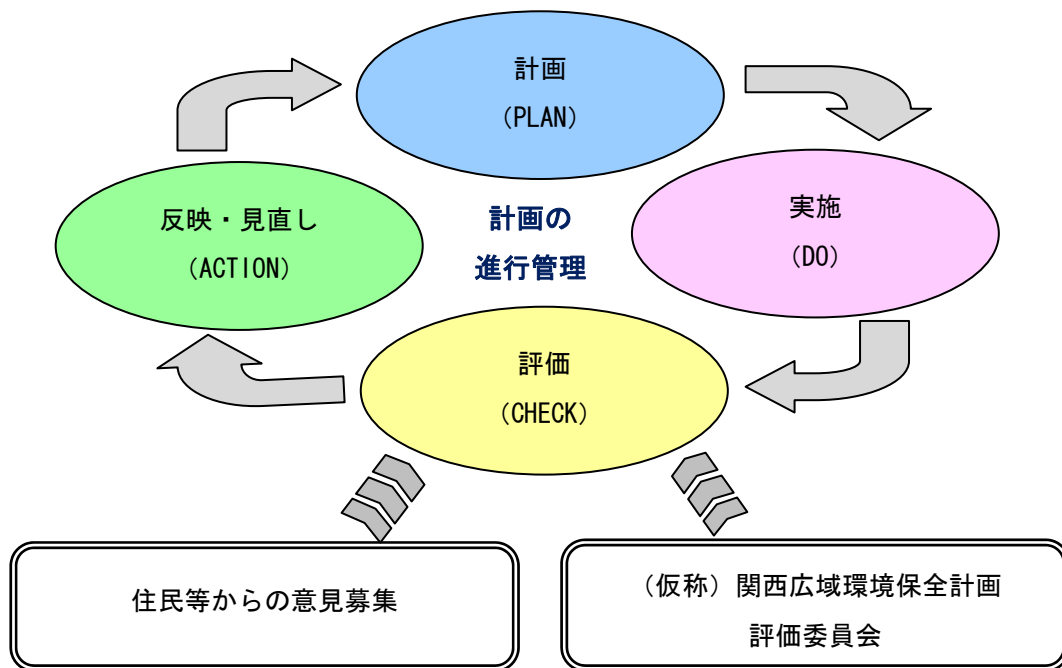 計画
（PLAN）
反映・見直し
（ACTION）
計画の
進行管理
実施
（DO）
評価
（CHECK）
住民等からの意見募集
（仮称）関西広域環境保全計画
評価委員会